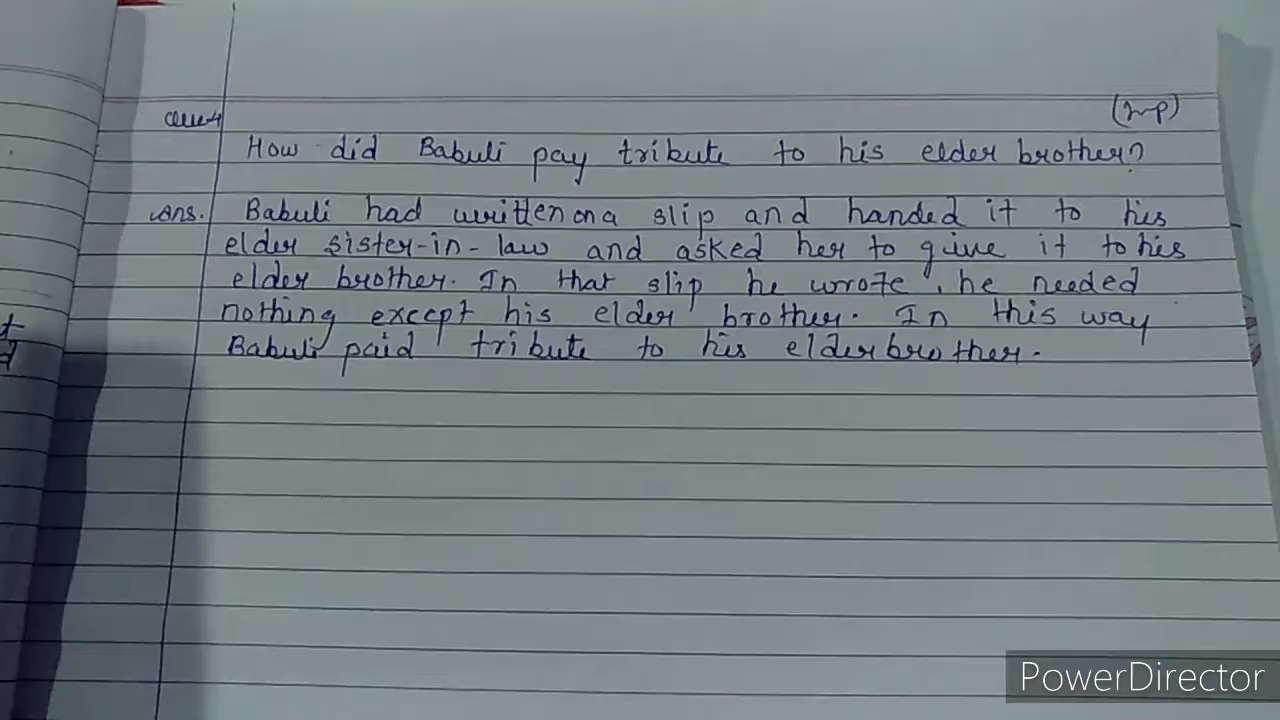 Que-4
(Imp)
How did Babuli pay tribute to his elder brother?
Ans. Babuli had written on a slip and handed it to his
elder sister-in-law and asked her to give it to his
elder brother. In that slip he wrote, he needed
nothing except his elder brother. In this way
Babuli paid tribute to his elder brother.
PowerDirector